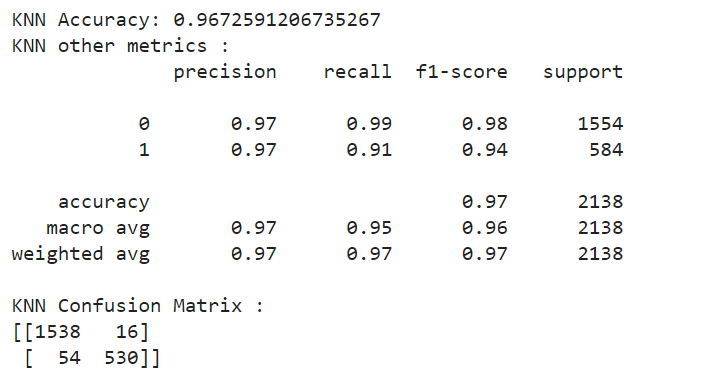 KNN Accuracy: 0.9672591206735267
KNN other metrics :
              precision    recall  f1-score   support

           0       0.97      0.99      0.98      1554
           1       0.97      0.91      0.94       584

    accuracy                           0.97      2138
   macro avg       0.97      0.95      0.96      2138
weighted avg       0.97      0.97      0.97      2138

KNN Confusion Matrix :
[[1538   16]
 [  54  530]]